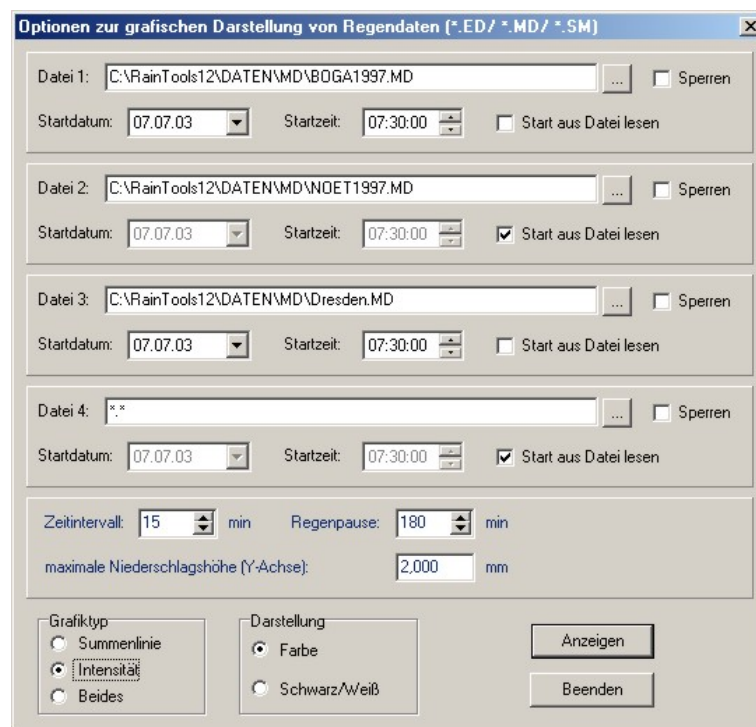 Optionen zur grafischen Darstellung von Regendaten (*.ED/ *.MD/ *.SM)
Datei 1: C:\RainTools12\DATEN\MD\BOGA1997.MD ... Sperren
Startdatum: 07.07.03 Startzeit: 07:30:00 Start aus Datei lesen
Datei 2: C:\RainTools12\DATEN\MD\NOET1997.MD ... Sperren
Startdatum: 07.07.03 Startzeit: 07:30:00 Start aus Datei lesen
Datei 3: C:\RainTools12\DATEN\MD\Dresden.MD ... Sperren
Startdatum: 07.07.03 Startzeit: 07:30:00 Start aus Datei lesen
Datei 4: *.* ... Sperren
Startdatum: 07.07.03 Startzeit: 07:30:00 Start aus Datei lesen
Zeitintervall: 15 min Regenpause: 180 min
maximale Niederschlagshöhe (Y-Achse): 2,000 mm
Grafiktyp
Summenlinie
Intensität
Beides
Darstellung
Farbe
Schwarz/Weiß
Anzeigen
Beenden